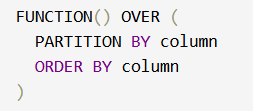 FUNCTION() OVER (
  PARTITION BY column
  ORDER BY column
)